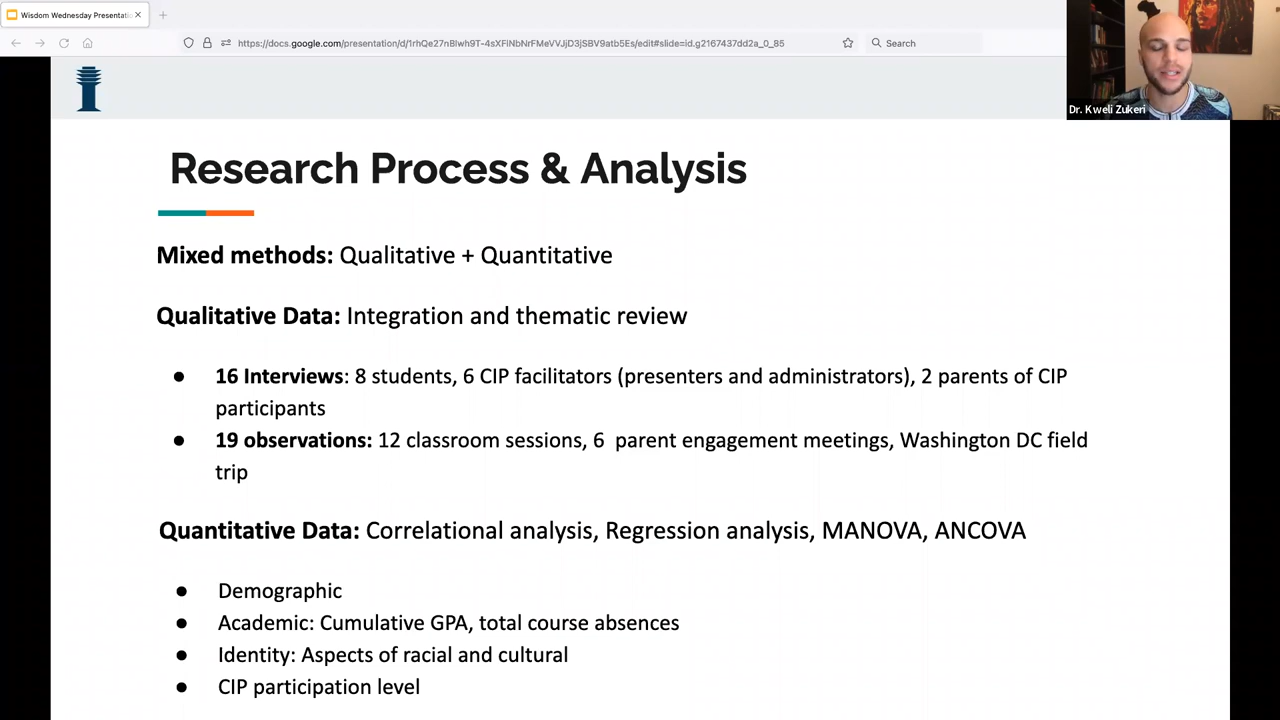 Wisdom Wednesday Presentati
https://docs.google.com/presentation/d/1rhQe27nBlwh9T-4sXFiNbNrFMeVVJjD3jSBV9atb5Es/edit#slide=id.g2167437dd2a_0_85
Search
Dr. Kweli Zukeri
Research Process & Analysis
Mixed methods: Qualitative + Quantitative
Qualitative Data: Integration and thematic review
● 16 Interviews: 8 students, 6 CIP facilitators (presenters and administrators), 2 parents of CIP
participants
● 19 observations: 12 classroom sessions, 6 parent engagement meetings, Washington DC field
trip
Quantitative Data: Correlational analysis, Regression analysis, MANOVA, ANCOVA
● Demographic
● Academic: Cumulative GPA, total course absences
● Identity: Aspects of racial and cultural
● CIP participation level